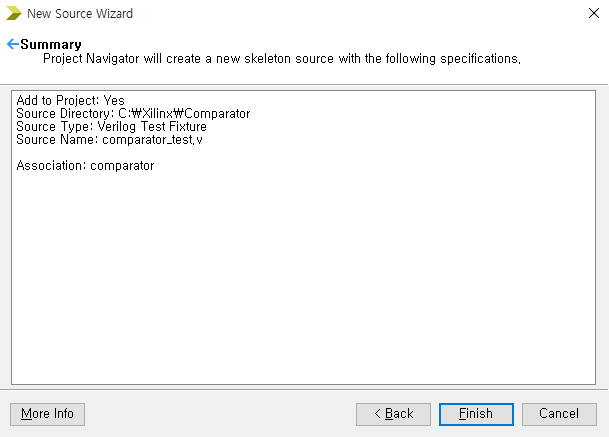 New Source Wizard
Summary
Project Navigator will create a new skeleton source with the following specifications.
Add to Project: Yes
Source Directory: C:₩Xilinx₩Comparator
Source Type: Verilog Test Fixture
Source Name: comparator_test.v
Association: comparator
More Info
< Back
Finish
Cancel